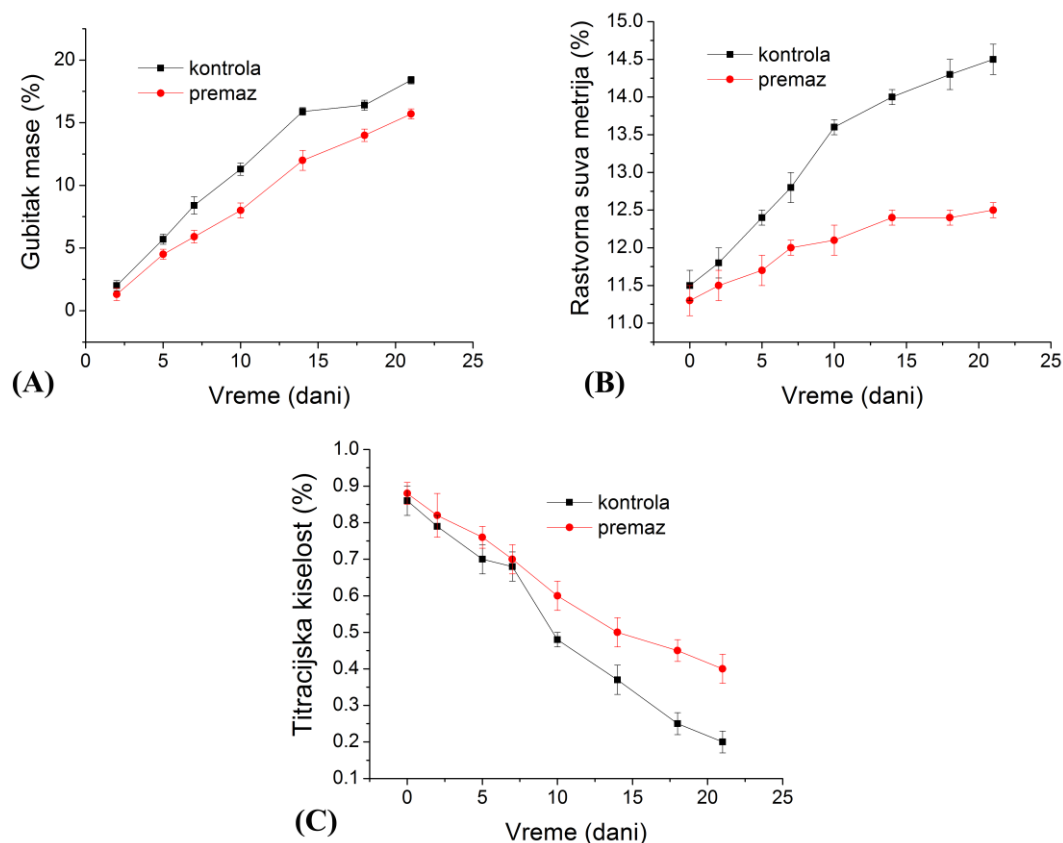 Gubitak mase (%)
20
15
10
5
0
kontrola
premaz
0 5 10 15 20 25
Vreme (dani)
(A)
Rastvorna suva metrija (%)
15.0
14.5
14.0
13.5
13.0
12.5
12.0
11.5
11.0
kontrola
premaz
0 5 10 15 20 25
Vreme (dani)
(B)
Titracijska kiselost (%)
1.0
0.9
0.8
0.7
0.6
0.5
0.4
0.3
0.2
0.1
kontrola
premaz
0 5 10 15 20 25
Vreme (dani)
(C)